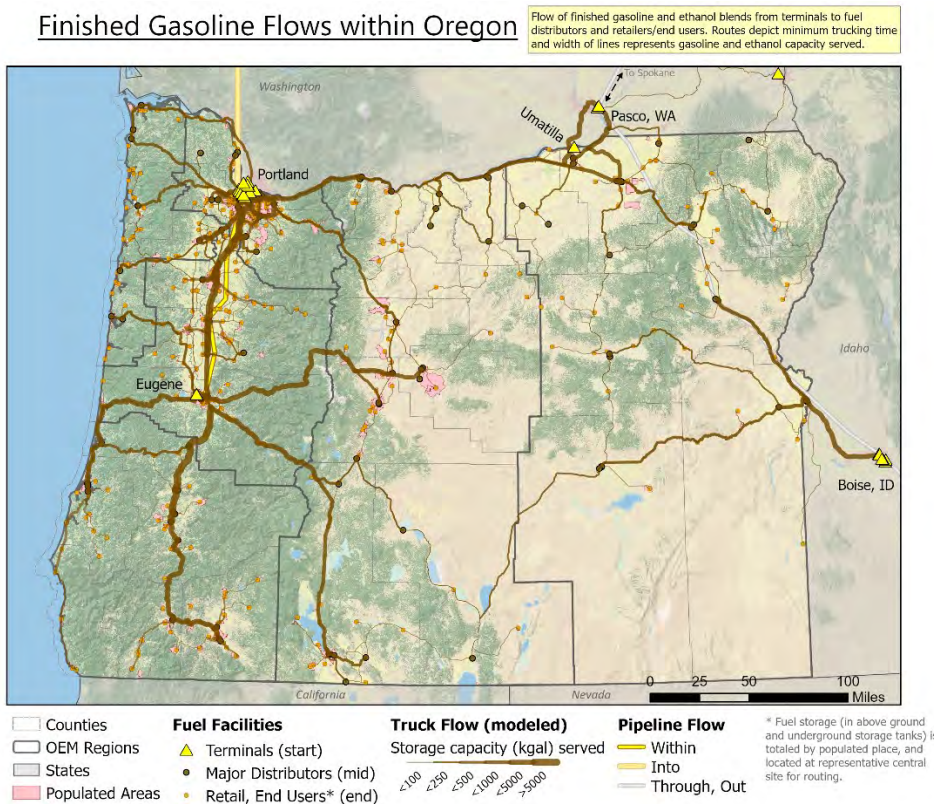 Finished Gasoline Flows within Oregon
Flow of finished gasoline and ethanol blends from terminals to fuel
distributors and retailers/end users. Routes depict minimum trucking time
and width of lines represents gasoline and ethanol capacity served.
Washington
To Spokane
Pasco, WA
Umatilla
Portland
Idaho
Eugene
Boise, ID
California
Nevada
0 25 50 100
Miles
Counties
OEM Regions
States
Populated Areas
Fuel Facilities
Terminals (start)
Major Distributors (mid)
Retail, End Users* (end)
Truck Flow (modeled)
Storage capacity (kgal) served
<100 <250 <500 <1000 <5000 >5000
Pipeline Flow
Within
Into
Through, Out
* Fuel storage (in above ground
and underground storage tanks) i
totaled by populated place, and
located at representative central
site for routing.